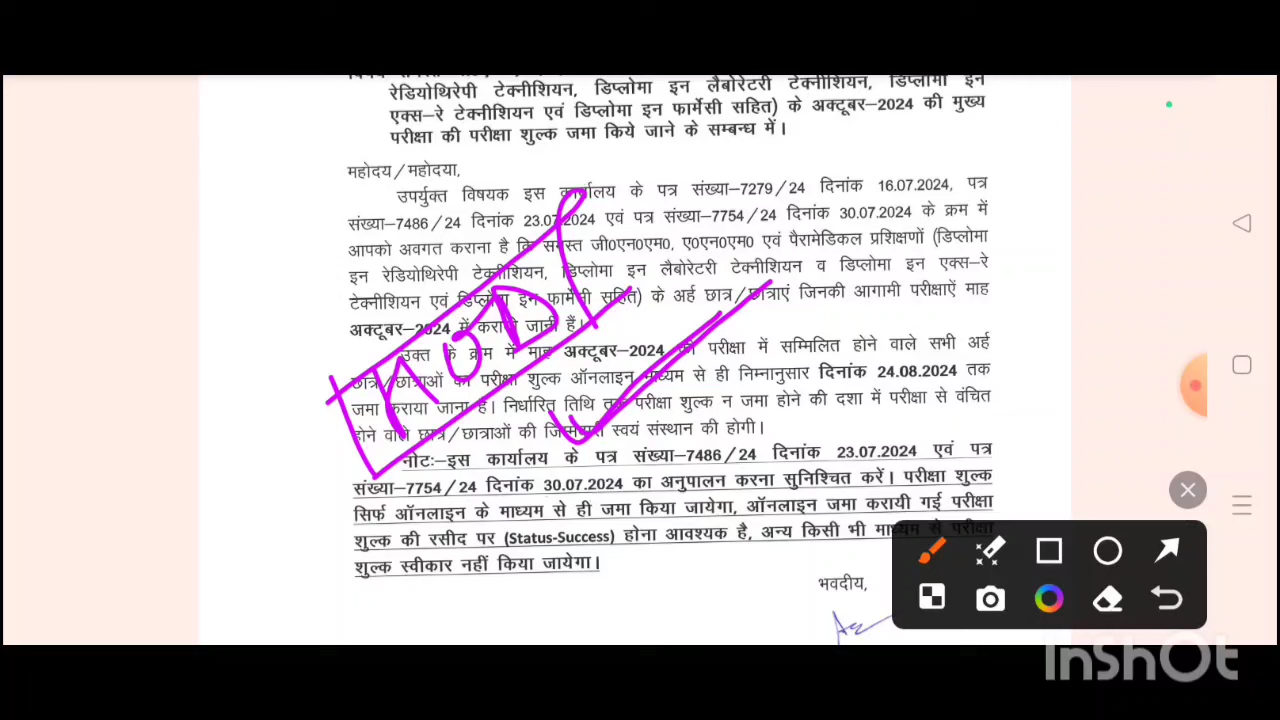 रेडियोथिरेपी टेक्नीशियन, डिप्लोमा इन लैबोरेटरी टेक्नीशियन, डिप्लोमा इन
एक्स-रे टेक्नीशियन एवं डिप्लोमा इन फार्मेसी सहित) के अक्टूबर-2024 की मुख्य
परीक्षा की परीक्षा शुल्क जमा किये जाने के सम्बन्ध में।
महोदय/महोदया,
उपर्युक्त विषयक इस कार्यालय के पत्र संख्या-7279/24 दिनांक 16.07.2024, पत्र
संख्या-7486/24 दिनांक 23.07.2024 एवं पत्र संख्या-7754/24 दिनांक 30.07.2024 के क्रम में
आपको अवगत कराना है कि समस्त जी0एन0एम0, ए0एन0एम0 एवं पैरामेडिकल प्रशिक्षणों (डिप्लोमा
इन रेडियोथिरेपी टेक्नीशियन, डिप्लोमा इन लैबोरेटरी टेक्नीशियन व डिप्लोमा इन एक्स-रे
टेक्नीशियन एवं डिप्लोमा इन फार्मेसी सहित) के अर्ह छात्र/छात्राएं जिनकी आगामी परीक्षाऐं माह
अक्टूबर-2024 में करायी जानी हैं।
उक्त के क्रम में माह अक्टूबर-2024 की परीक्षा में सम्मिलित होने वाले सभी अर्ह
छात्र/छात्राओं का परीक्षा शुल्क ऑनलाइन माध्यम से ही निम्नानुसार दिनांक 24.08.2024 तक
जमा कराया जाना है। निर्धारित तिथि तक परीक्षा शुल्क न जमा होने की दशा में परीक्षा से वंचित
होने वाले छात्र/छात्राओं की जिम्मेदारी स्वयं संस्थान की होगी।
नोटः-इस कार्यालय के पत्र संख्या-7486/24 दिनांक 23.07.2024 एवं पत्र
संख्या-7754/24 दिनांक 30.07.2024 का अनुपालन करना सुनिश्चित करें। परीक्षा शुल्क
सिर्फ ऑनलाइन के माध्यम से ही जमा किया जायेगा, ऑनलाइन जमा करायी गई परीक्षा
शुल्क की रसीद पर (Status-Success) होना आवश्यक है, अन्य किसी भी माध्यम से परीक्षा
शुल्क स्वीकार नहीं किया जायेगा।
भवदीय,
MODY
InShOt